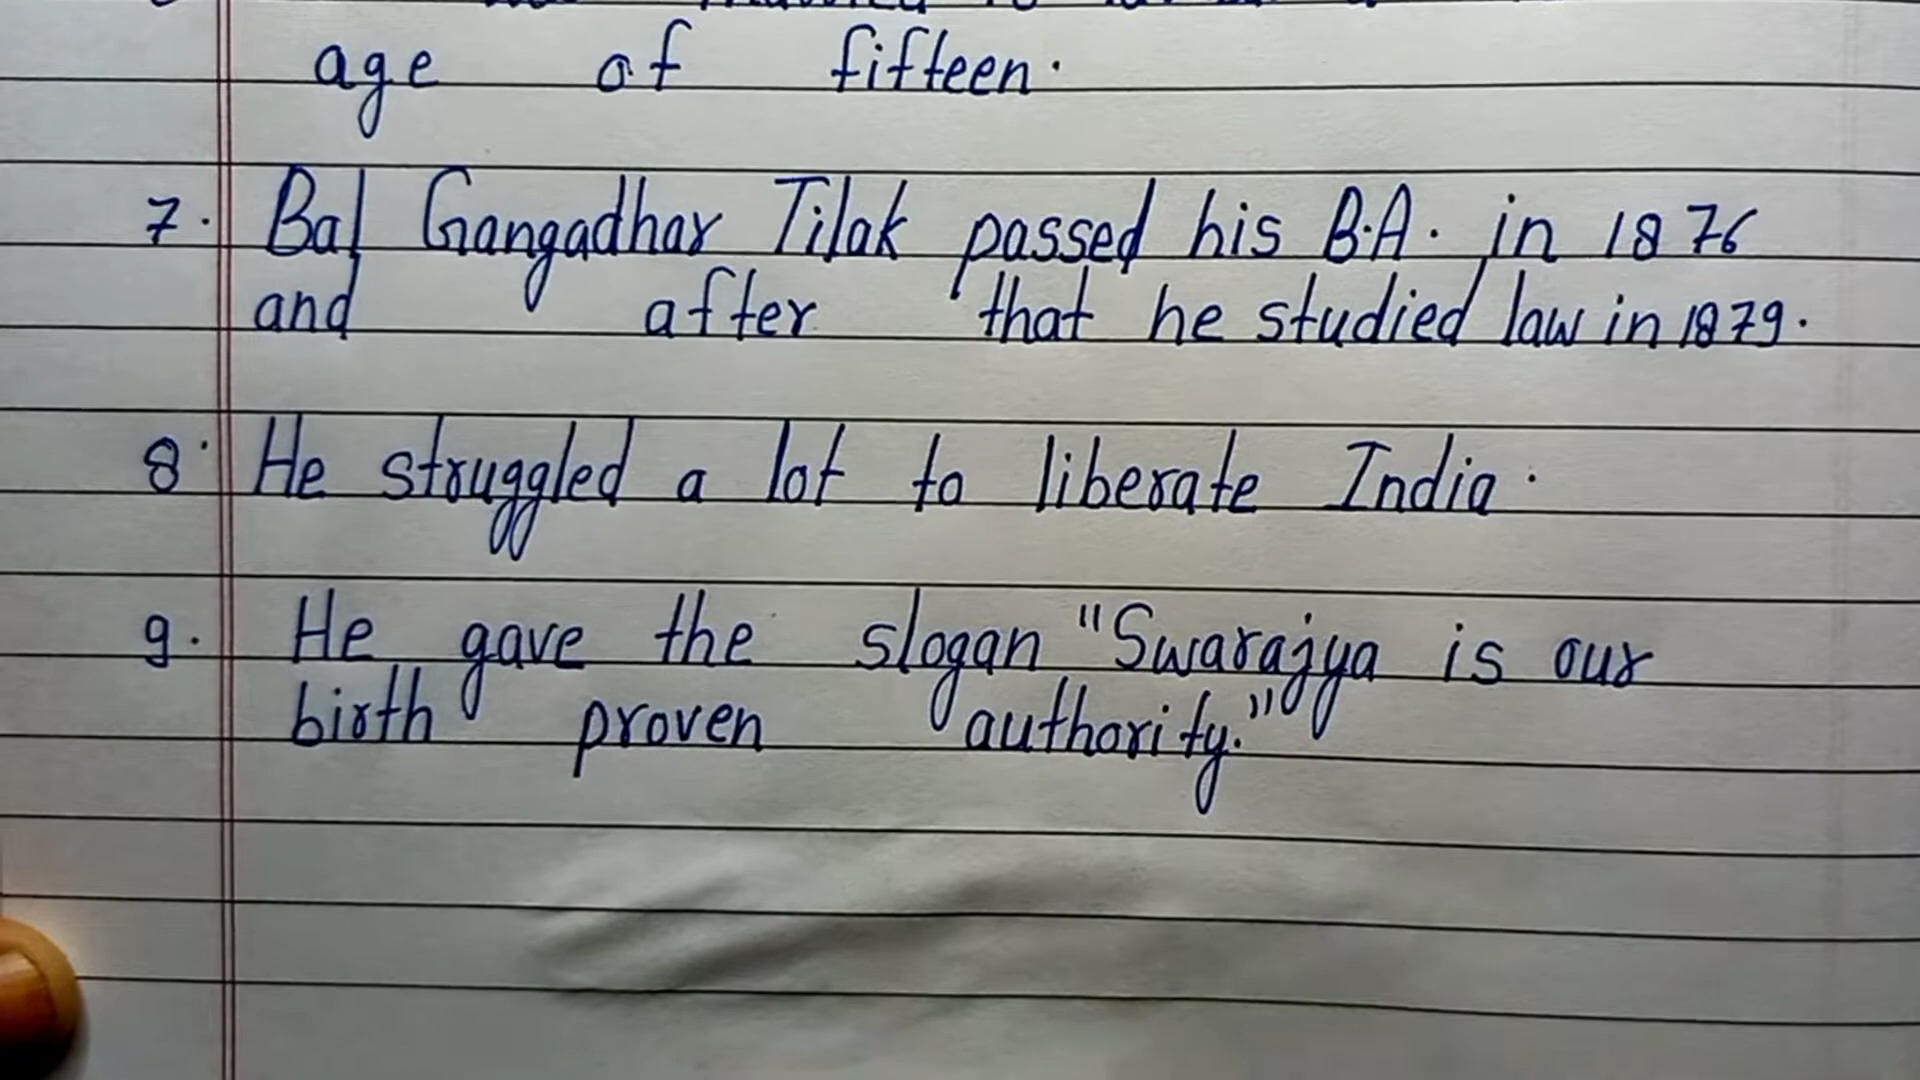 age of fifteen.
7. Bal Gangadhar Tilak passed his B.A. in 1876
and after that he studied law in 1879.
8. He struggled a lot to liberate India.
9. He gave the slogan "Swarajya is our
birth proven authority."